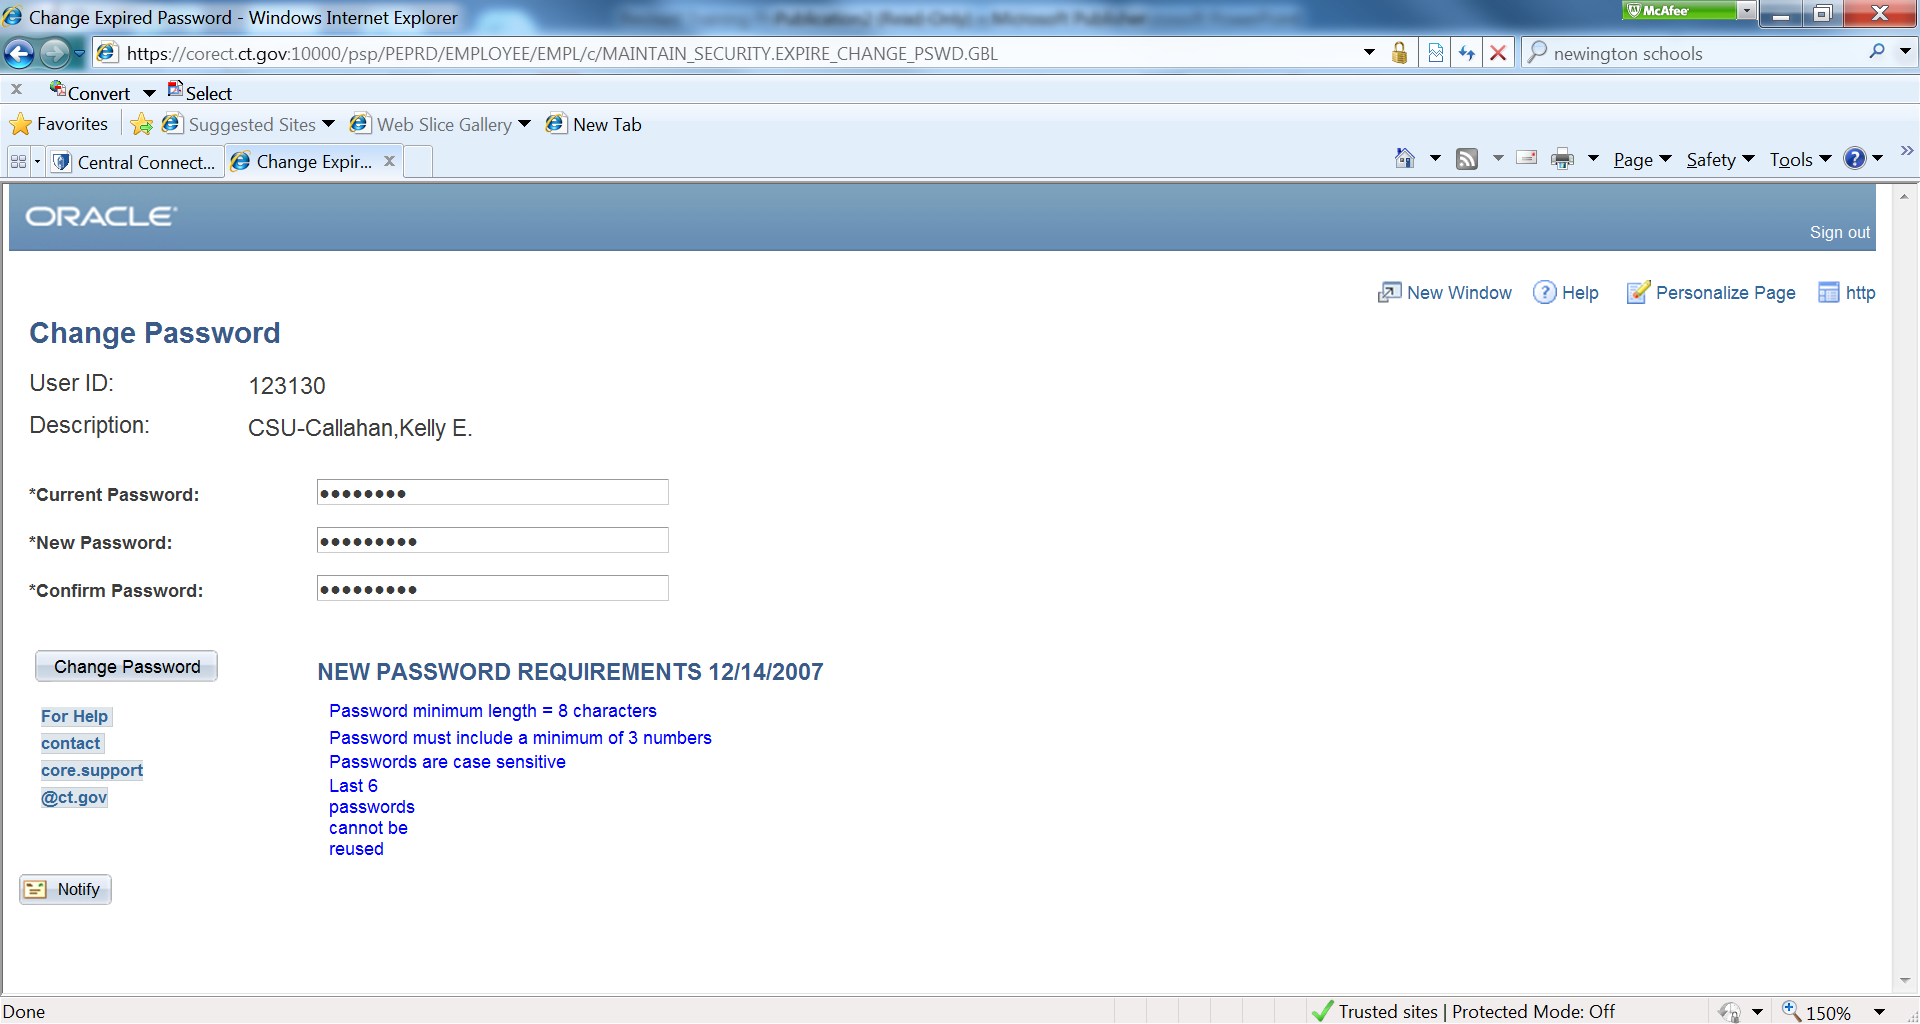 Change Expired Password - Windows Internet Explorer
McAfee
https://corect.ct.gov:10000/psp/PEPRD/EMPLOYEE/EMPL/c/MAINTAIN_SECURITY.EXPIRE_CHANGE_PSWD.GBL
newington schools
Convert Select
Favorites Suggested Sites Web Slice Gallery New Tab
Central Connect... Change Expir... Page Safety Tools
ORACLE
Sign out
New Window Help Personalize Page http
Change Password
User ID: 123130
Description: CSU-Callahan,Kelly E.
*Current Password:
*New Password:
*Confirm Password:
Change Password
NEW PASSWORD REQUIREMENTS 12/14/2007
For Help
contact
core.support
@ct.gov
Password minimum length = 8 characters
Password must include a minimum of 3 numbers
Passwords are case sensitive
Last 6
passwords
cannot be
reused
Notify
Done Trusted sites | Protected Mode: Off 150%